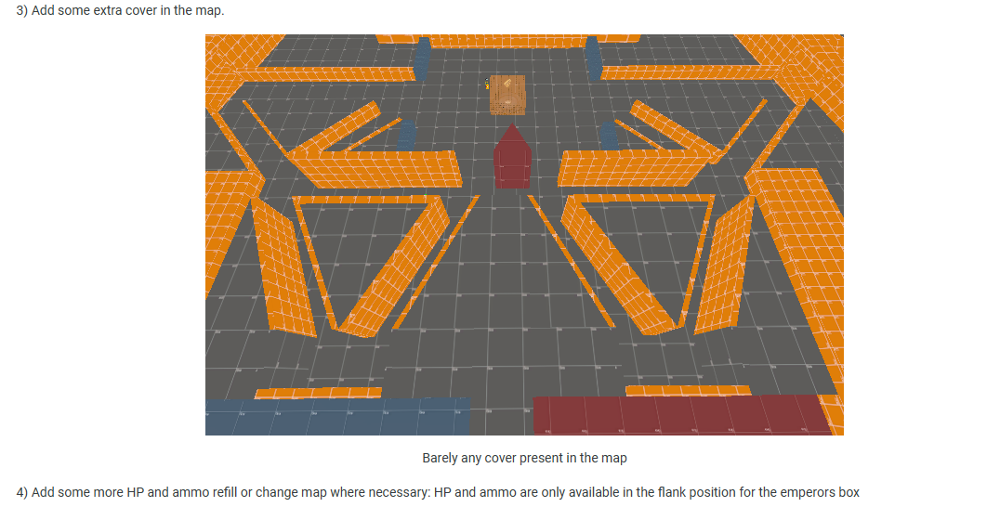 3) Add some extra cover in the map.
Barely any cover present in the map
4) Add some more HP and ammo refill or change map where necessary: HP and ammo are only available in the flank position for the emperors box